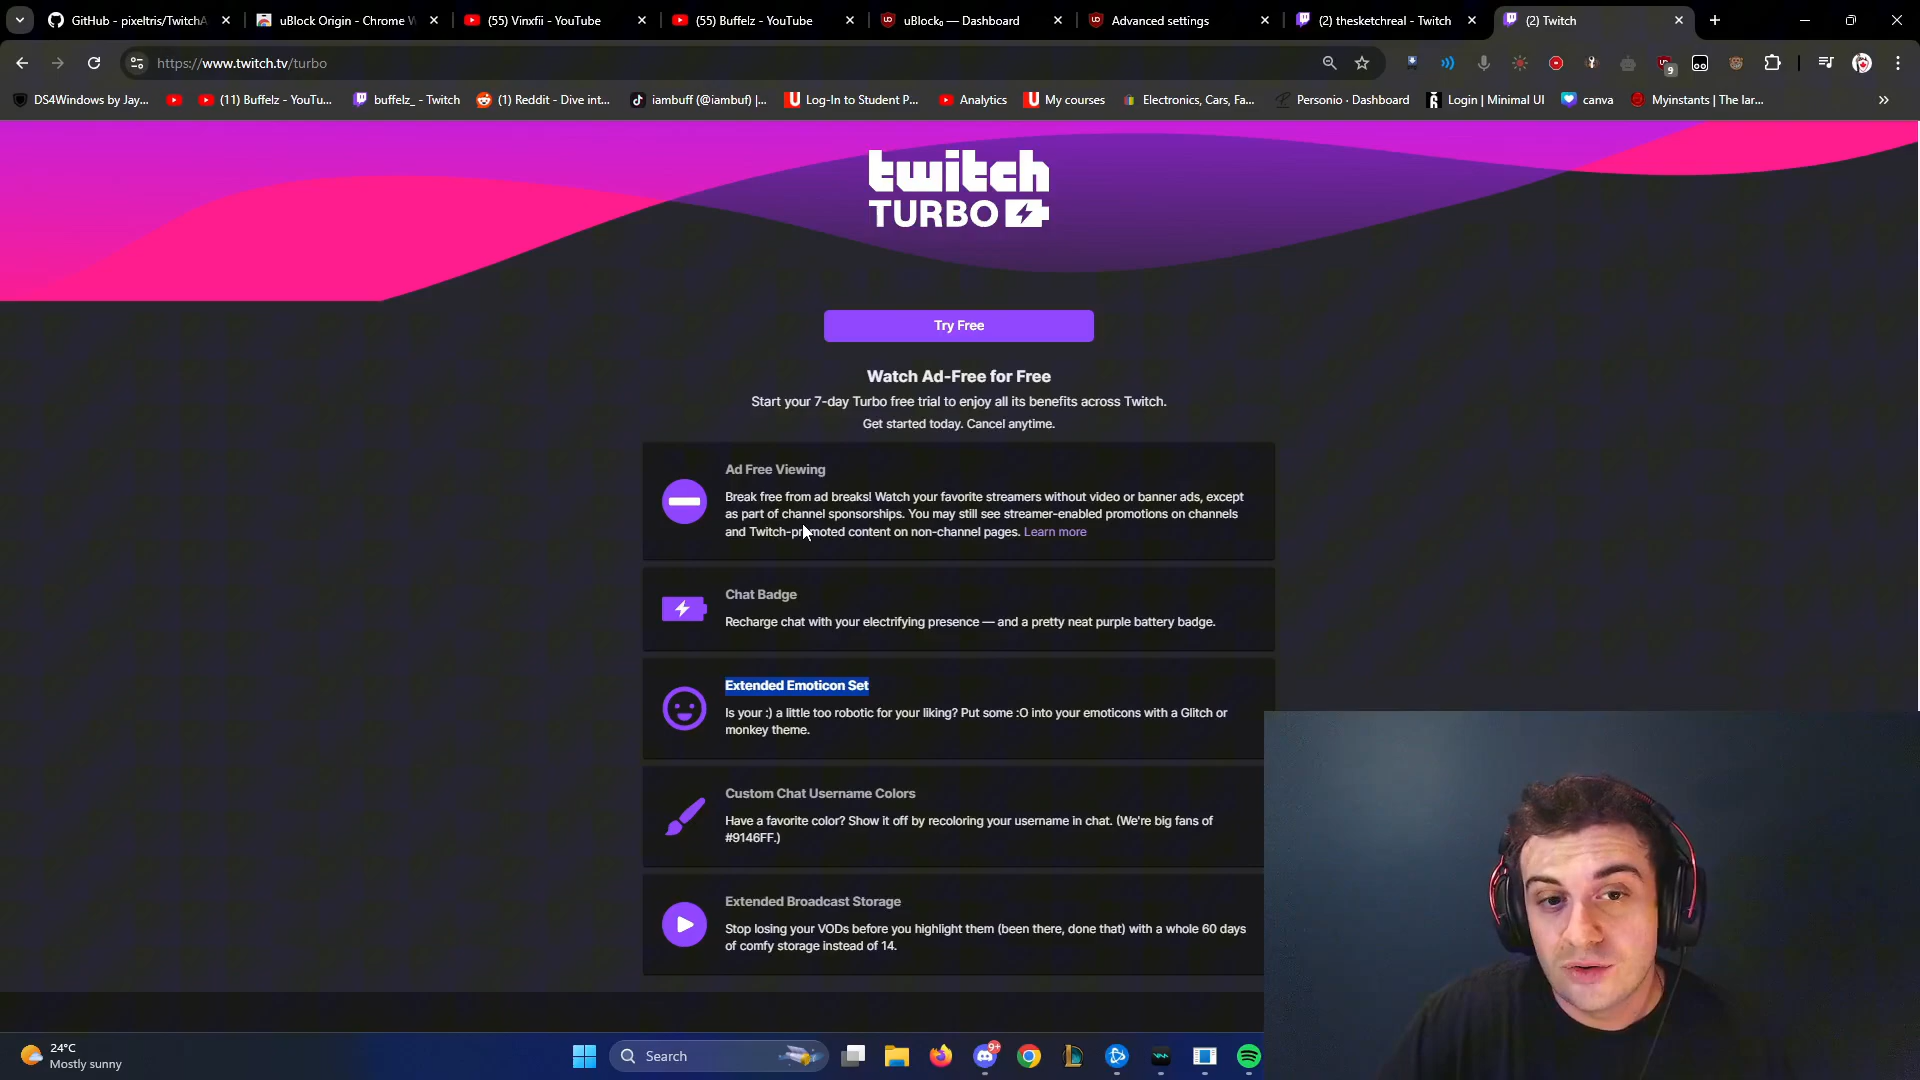 GitHub - pixeltris/TwitchA
uBlock Origin - Chrome W
(55) Vinxfii - YouTube
(55) Buffelz - YouTube
uBlock₀ — Dashboard
Advanced settings
(2) thesketchreal - Twitch
(2) Twitch
https://www.twitch.tv/turbo
9
DS4Windows by Jay...
(11) Buffelz - YouTu...
buffelz_ - Twitch
(1) Reddit - Dive int...
iambuff (@iambuf) |...
Log-In to Student P...
Analytics
My courses
Electronics, Cars, Fa...
Personio · Dashboard
Login | Minimal UI
canva
Myinstants | The lar...
twitch
TURBO
Try Free
Watch Ad-Free for Free
Start your 7-day Turbo free trial to enjoy all its benefits across Twitch.
Get started today. Cancel anytime.
Ad Free Viewing
Break free from ad breaks! Watch your favorite streamers without video or banner ads, except
as part of channel sponsorships. You may still see streamer-enabled promotions on channels
and Twitch-promoted content on non-channel pages. Learn more
Chat Badge
Recharge chat with your electrifying presence — and a pretty neat purple battery badge.
Extended Emoticon Set
Is your :) a little too robotic for your liking? Put some :O into your emoticons with a Glitch or
monkey theme.
Custom Chat Username Colors
Have a favorite color? Show it off by recoloring your username in chat. (We're big fans of
#9146FF.)
Extended Broadcast Storage
Stop losing your VODs before you highlight them (been there, done that) with a whole 60 days
of comfy storage instead of 14.
24°C
Mostly sunny
Search
9+